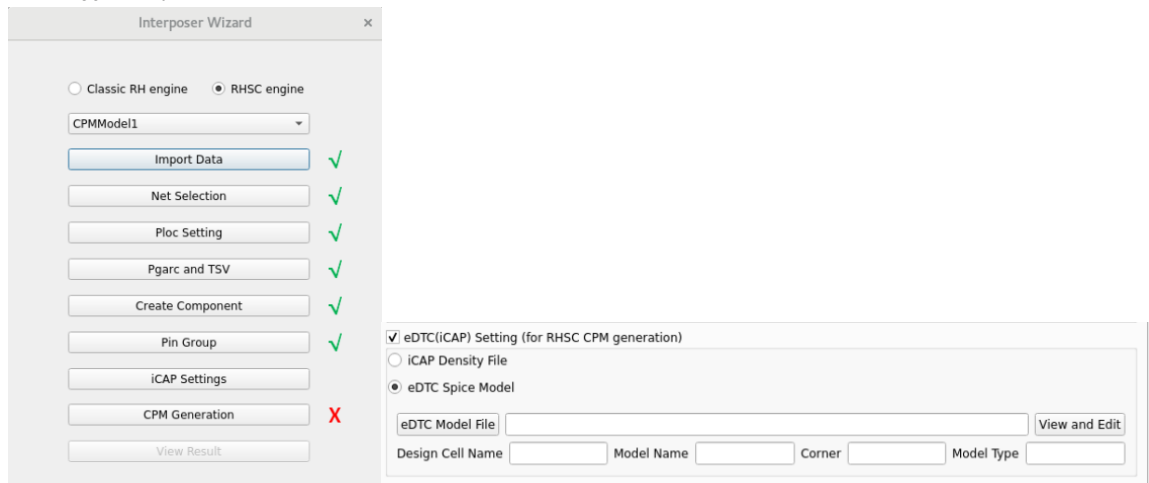 Interposer Wizard ×
Classic RH engine RHSC engine
CPMModel1
Import Data √
Net Selection √
Ploc Setting √
Pgarc and TSV √
Create Component √
Pin Group √
iCAP Settings
CPM Generation X
View Result
eDTC(iCAP) Setting (for RHSC CPM generation)
iCAP Density File
eDTC Spice Model
eDTC Model File View and Edit
Design Cell Name Model Name Corner Model Type